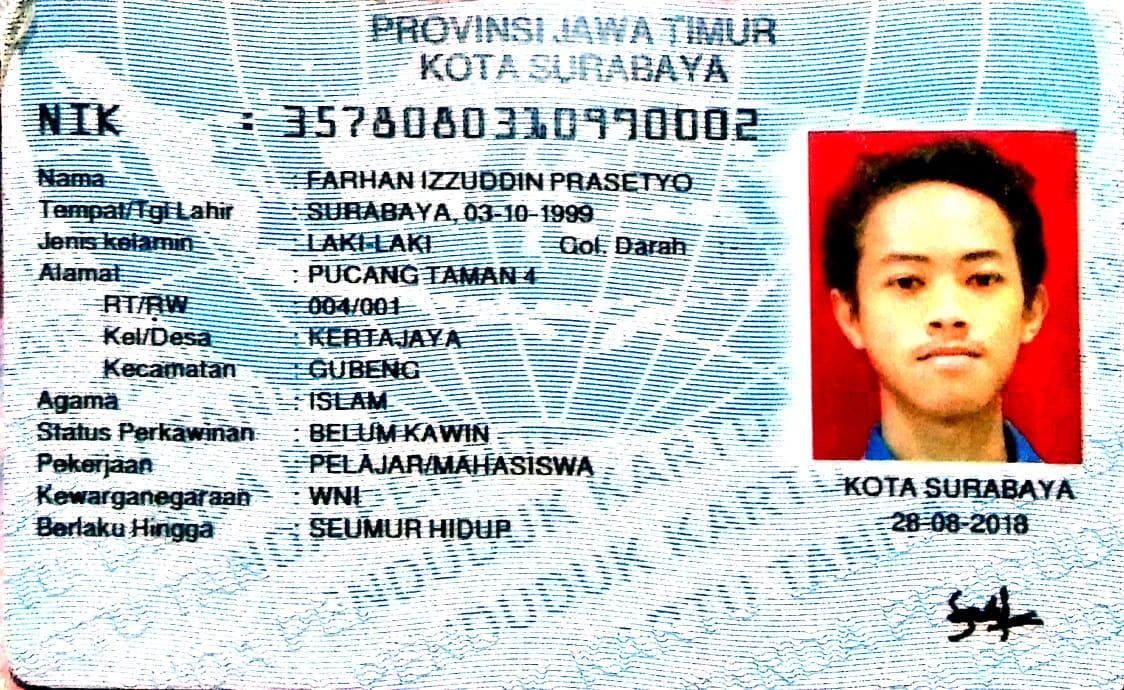 PROVINSI JAWA TIMUR
KOTA SURABAYA
NIK : 3578080310990002
Nama : FARHAN IZZUDDIN PRASETYO
Tempat/Tgl Lahir : SURABAYA, 03-10-1999
Jenis kelamin : LAKI-LAKI Gol. Darah : -
Alamat : PUCANG TAMAN 4
RT/RW : 004/001
Kel/Desa : KERTAJAYA
Kecamatan : GUBENG
Agama : ISLAM
Status Perkawinan : BELUM KAWIN
Pekerjaan : PELAJAR/MAHASISWA
Kewarganegaraan : WNI
Berlaku Hingga : SEUMUR HIDUP
KOTA SURABAYA
28-08-2018